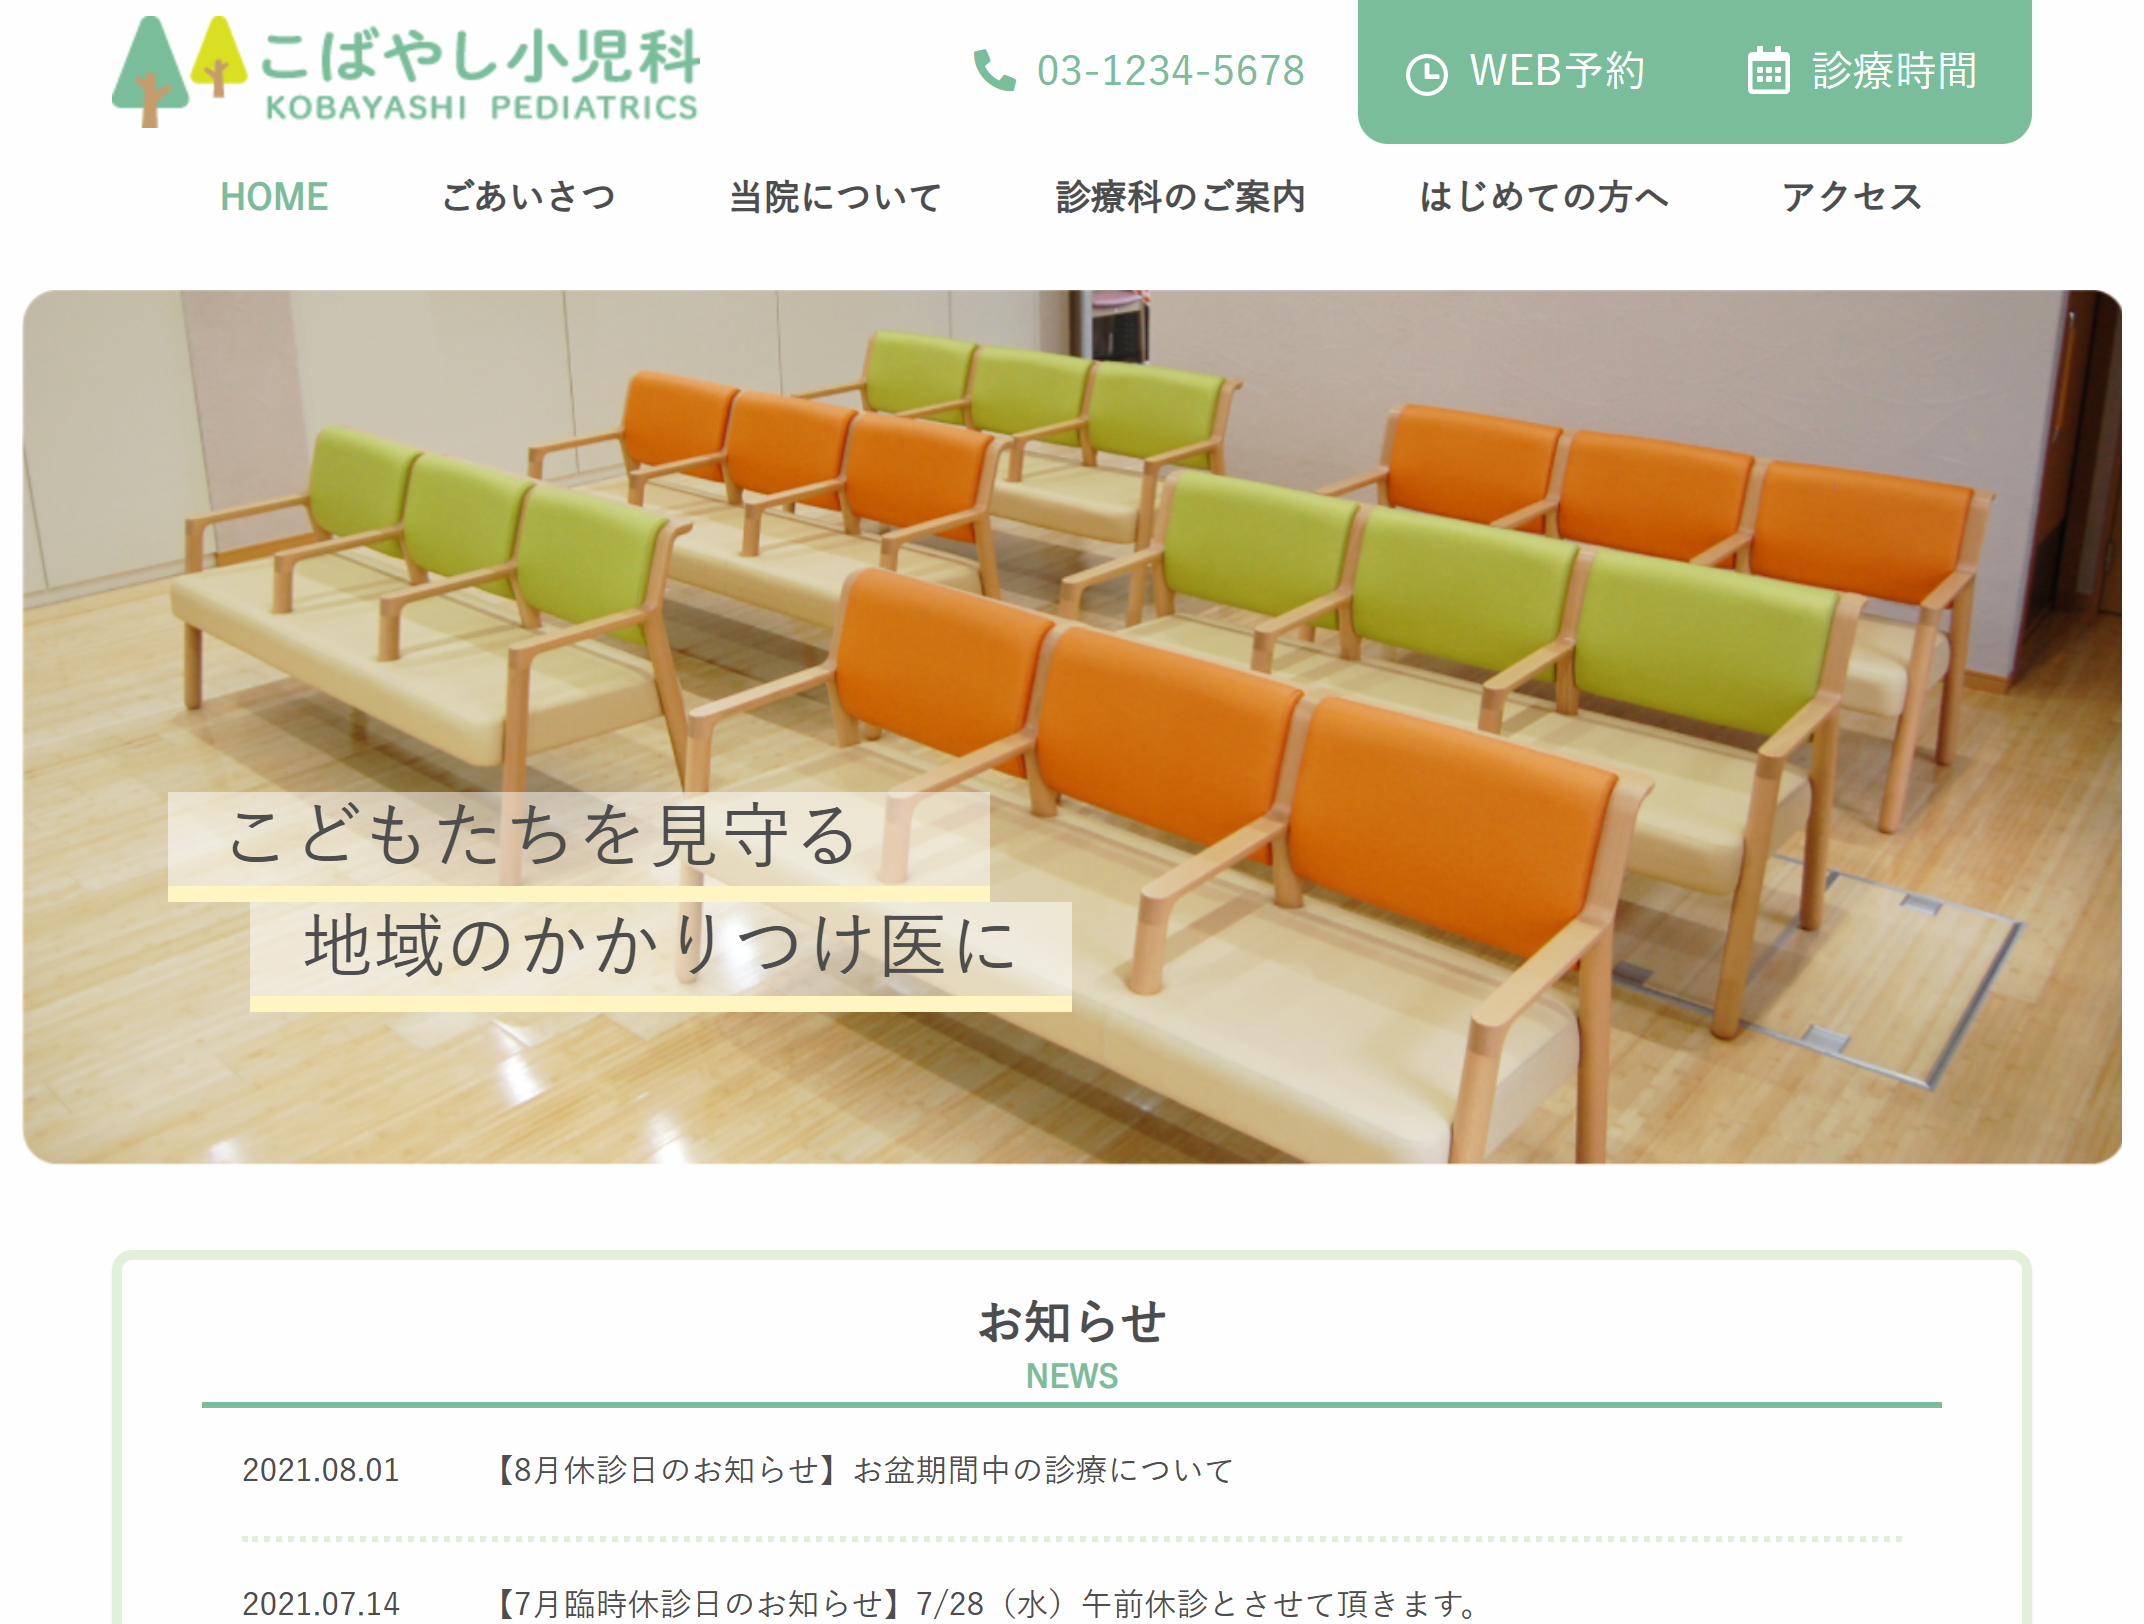 こばやし小児科
KOBAYASHI PEDIATRICS
03-1234-5678
WEB予約
診療時間
HOME ごあいさつ 当院について 診療科のご案内 はじめての方へ アクセス
こどもたちを見守る
地域のかかりつけ医に
お知らせ
NEWS
2021.08.01 【8月休診日のお知らせ】お盆期間中の診療について
2021.07.14 【7月臨時休診日のお知らせ】7/28（水）午前休診とさせて頂きます。